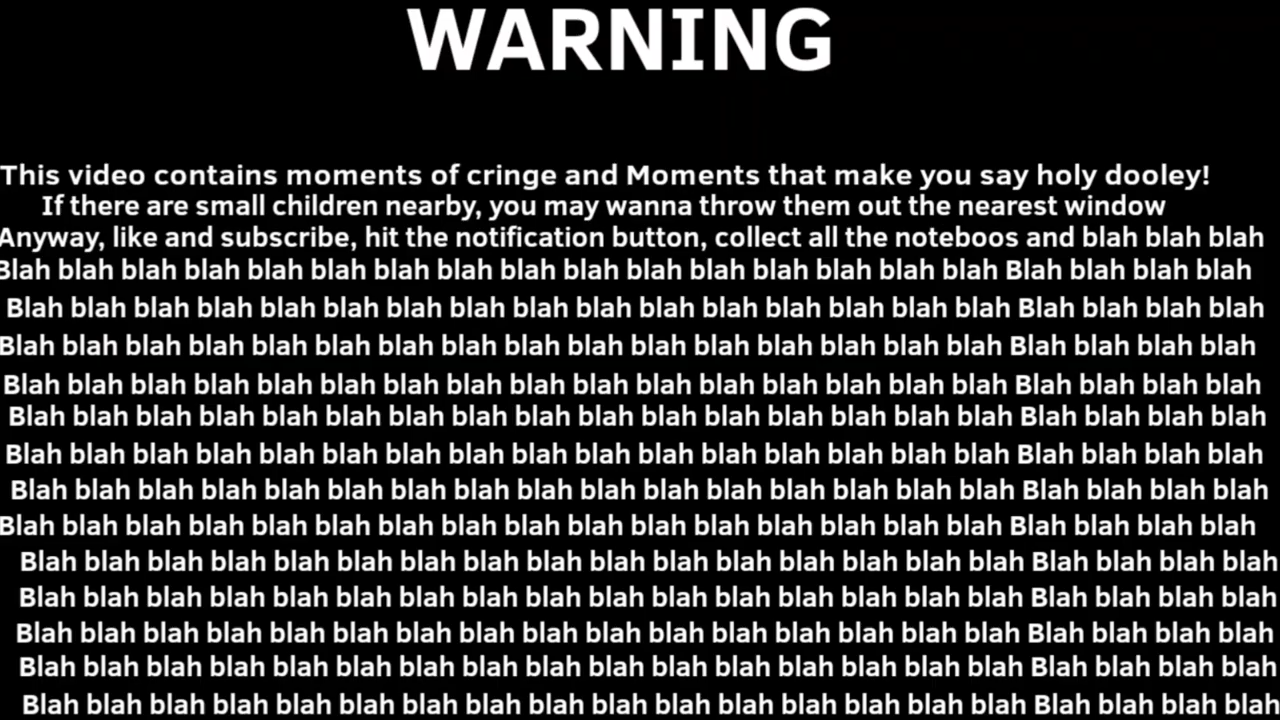 WARNING
This video contains moments of cringe and Moments that make you say holy dooley!
If there are small children nearby, you may wanna throw them out the nearest window
Anyway, like and subscribe, hit the notification button, collect all the noteboos and blah blah blah
Blah blah blah blah blah blah blah blah blah blah blah blah blah blah blah blah Blah blah blah blah
Blah blah blah blah blah blah blah blah blah blah blah blah blah blah blah blah Blah blah blah blah
Blah blah blah blah blah blah blah blah blah blah blah blah blah blah blah blah Blah blah blah blah
Blah blah blah blah blah blah blah blah blah blah blah blah blah blah blah blah Blah blah blah blah
Blah blah blah blah blah blah blah blah blah blah blah blah blah blah blah blah Blah blah blah blah
Blah blah blah blah blah blah blah blah blah blah blah blah blah blah blah blah Blah blah blah blah
Blah blah blah blah blah blah blah blah blah blah blah blah blah blah blah blah Blah blah blah blah
Blah blah blah blah blah blah blah blah blah blah blah blah blah blah blah blah Blah blah blah blah
Blah blah blah blah blah blah blah blah blah blah blah blah blah blah blah blah Blah blah blah blah
Blah blah blah blah blah blah blah blah blah blah blah blah blah blah blah blah Blah blah blah blah
Blah blah blah blah blah blah blah blah blah blah blah blah blah blah blah blah Blah blah blah blah
Blah blah blah blah blah blah blah blah blah blah blah blah blah blah blah blah Blah blah blah blah
Blah blah blah blah blah blah blah blah blah blah blah blah blah blah blah blah Blah blah blah blah